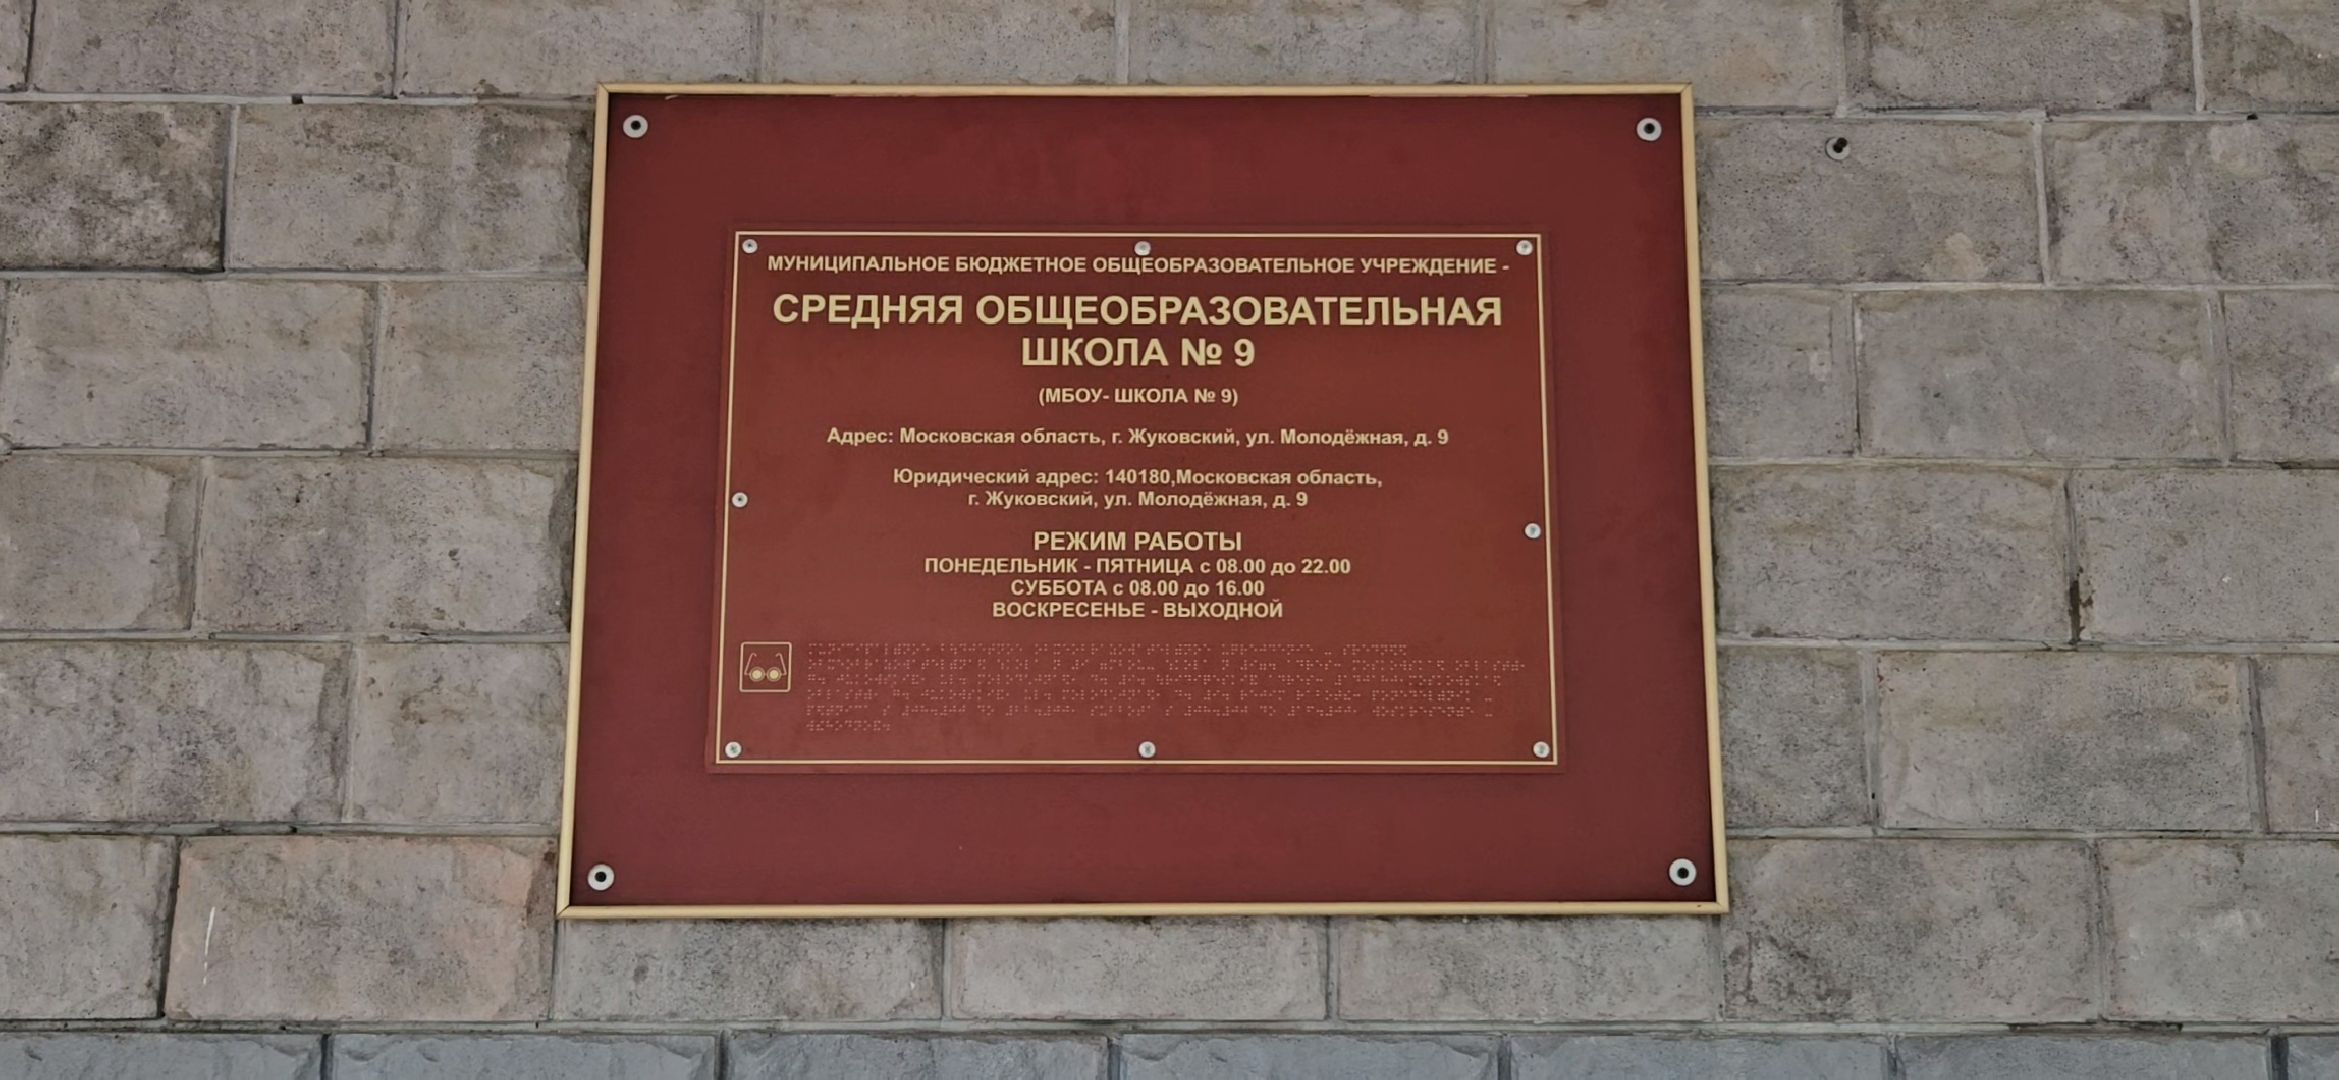 МУНИЦИПАЛЬНОЕ БЮДЖЕТНОЕ ОБЩЕОБРАЗОВАТЕЛЬНОЕ УЧРЕЖДЕНИЕ -
СРЕДНЯЯ ОБЩЕОБРАЗОВАТЕЛЬНАЯ
ШКОЛА № 9
(МБОУ- ШКОЛА № 9)
Адрес: Московская область, г. Жуковский, ул. Молодёжная, д. 9
Юридический адрес: 140180,Московская область,
г. Жуковский, ул. Молодёжная, д. 9
РЕЖИМ РАБОТЫ
ПОНЕДЕЛЬНИК - ПЯТНИЦА с 08.00 до 22.00
СУББОТА с 08.00 до 16.00
ВОСКРЕСЕНЬЕ - ВЫХОДНОЙ